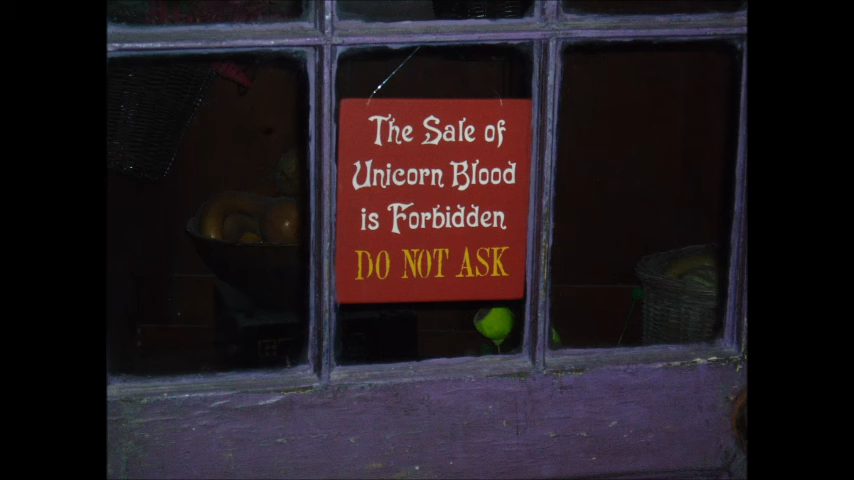 The Sale of
Unicorn Blood
is Forbidden
DO NOT ASK